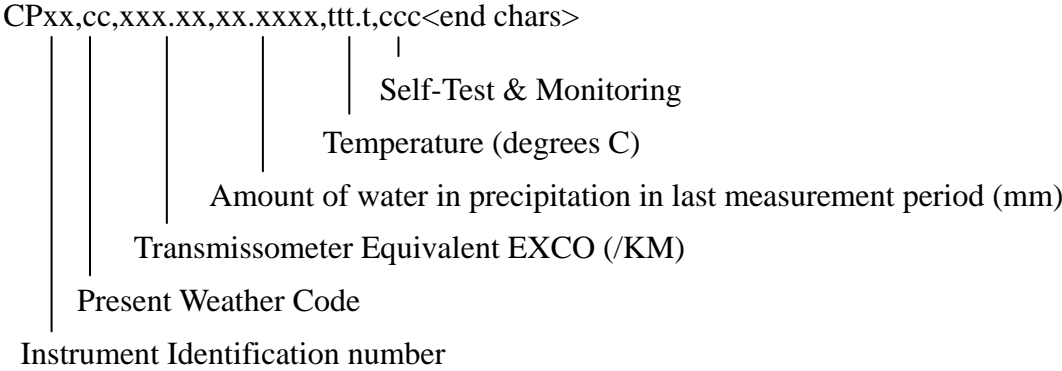 CPxx,cc,xxx.xx,xx.xxxx,ttt.t,ccc<end chars>
Self-Test & Monitoring
Temperature (degrees C)
Amount of water in precipitation in last measurement period (mm)
Transmissometer Equivalent EXCO (/KM)
Present Weather Code
Instrument Identification number